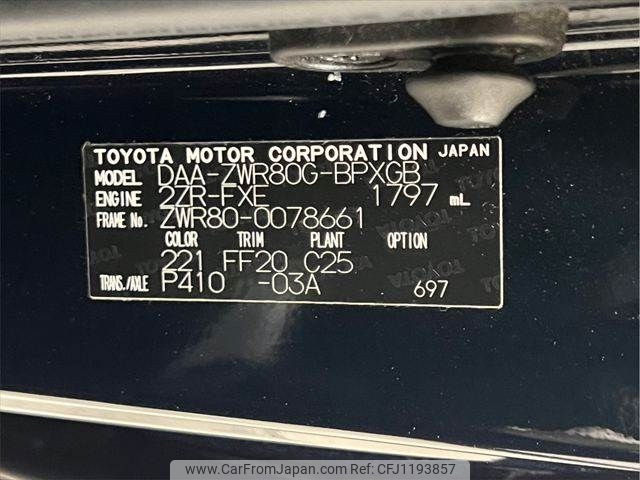 TOYOTA MOTOR CORPORATION JAPAN
MODEL DAA-ZWR80G-BPXGB
ENGINE 2ZR-FXE 1797 mL
FRAME No. ZWR80-0078661
COLOR TRIM PLANT OPTION
221 FF20 C25
TRANS./AXLE P410 -03A 697
www.CarFromJapan.com CFJ1193857